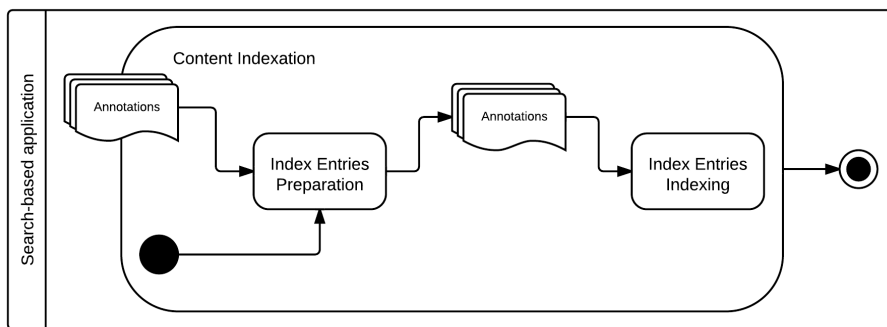 Search-based application
Content Indexation
Annotations
Index Entries
Preparation
Annotations
Index Entries
Indexing